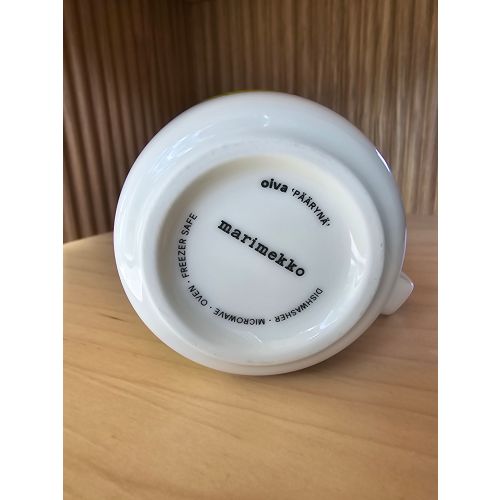 oiva 'PÄÄRYNÄ'
marimekko
DISHWASHER · MICROWAVE · OVEN · FREEZER SAFE